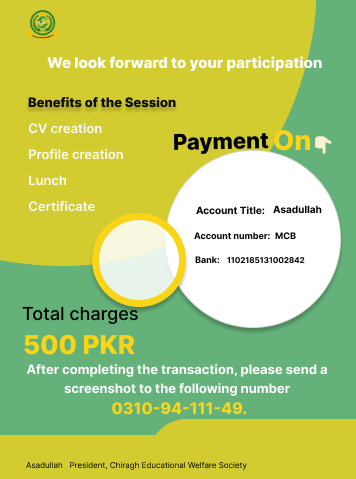 We look forward to your participation
Benefits of the Session
CV creation
Profile creation
Lunch
Certificate
Payment On
Account Title: Asadullah
Account number: MCB
Bank: 1102185131002842
Total charges
500 PKR
After completing the transaction, please send a
screenshot to the following number
0310-94-111-49.
Asadullah President, Chiragh Educational Welfare Society